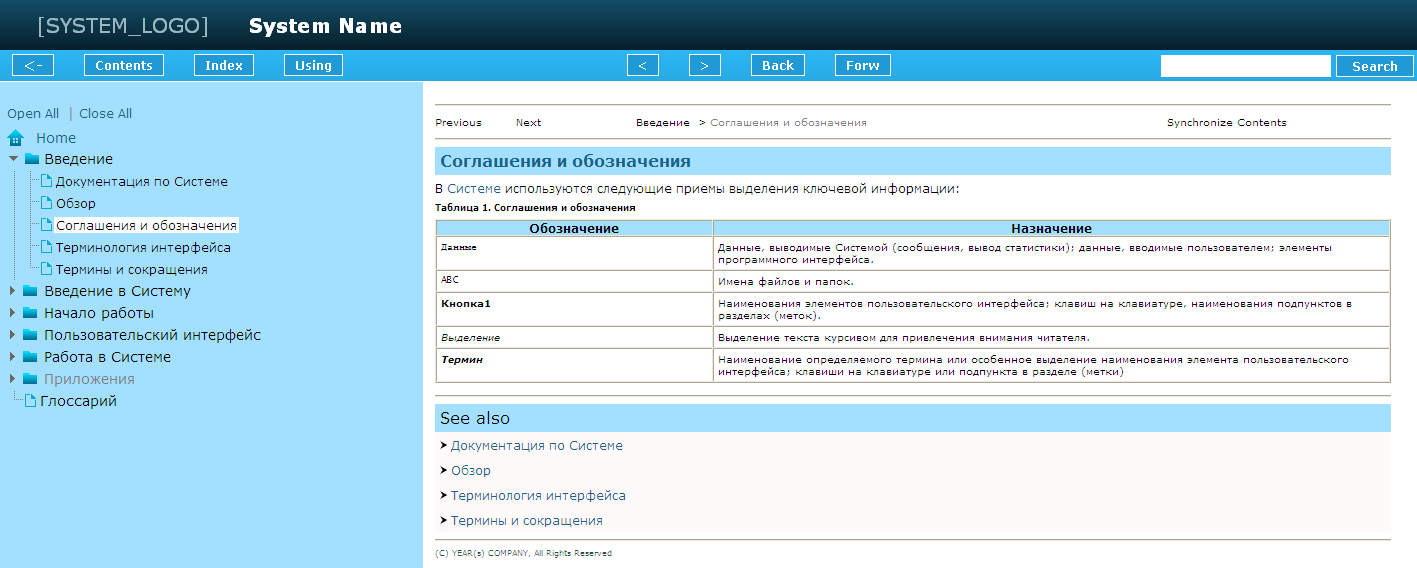 [SYSTEM_LOGO] System Name
<- Contents Index Using < > Back Forw Search
Open All | Close All
Home
Введение
Документация по Системе
Обзор
Соглашения и обозначения
Терминология интерфейса
Термины и сокращения
Введение в Систему
Начало работы
Пользовательский интерфейс
Работа в Системе
Приложения
Глоссарий
Previous Next Введение > Соглашения и обозначения Synchronize Contents
Соглашения и обозначения
В Системе используются следующие приемы выделения ключевой информации:
Таблица 1. Соглашения и обозначения
Обозначение Назначение
Данные Данные, выводимые Системой (сообщения, вывод статистики); данные, вводимые пользователем; элементы
программного интерфейса.
ABC Имена файлов и папок.
Кнопка1 Наименования элементов пользовательского интерфейса; клавиш на клавиатуре, наименования подпунктов в
разделах (меток).
Выделение Выделение текста курсивом для привлечения внимания читателя.
Термин Наименование определяемого термина или особенное выделение наименования элемента пользовательского
интерфейса; клавиши на клавиатуре или подпункта в разделе (метки)
See also
Документация по Системе
Обзор
Терминология интерфейса
Термины и сокращения
(C) YEAR(s) COMPANY, All Rights Reserved